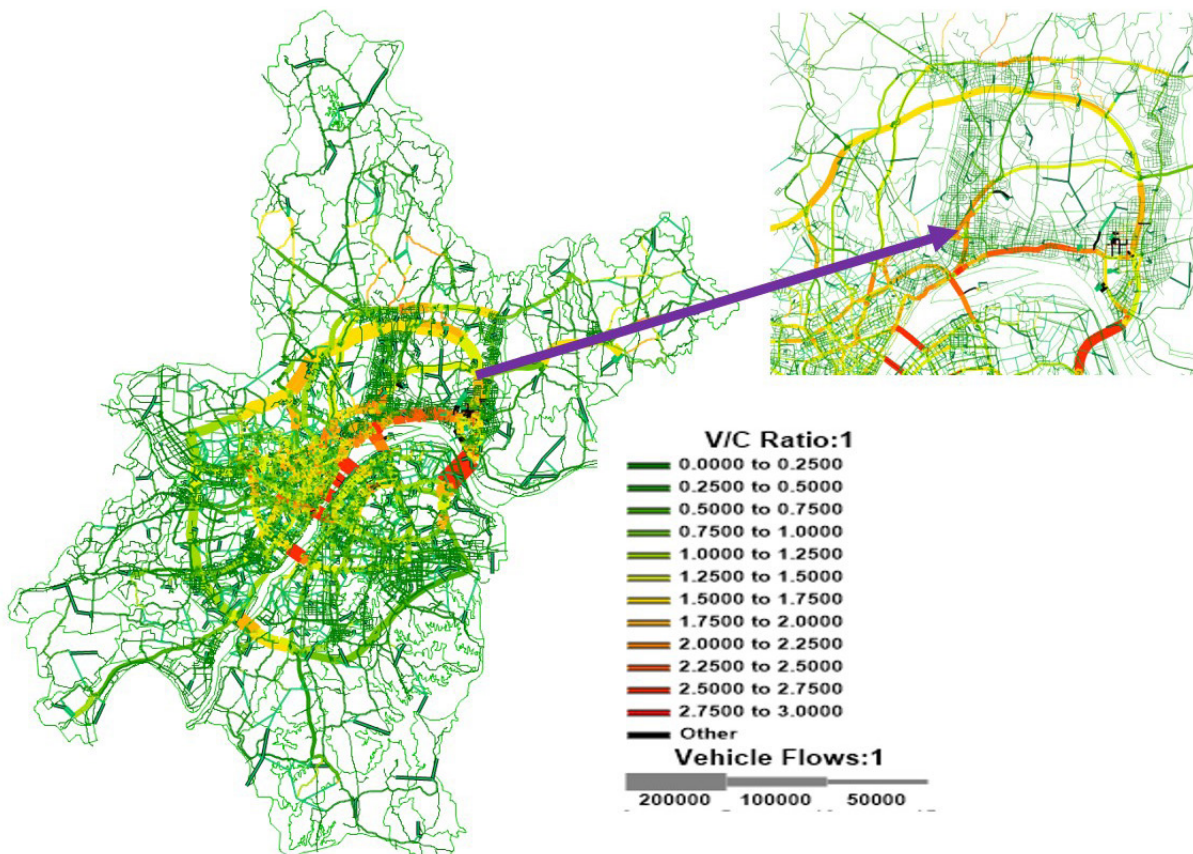 V/C Ratio:1
0.0000 to 0.2500
0.2500 to 0.5000
0.5000 to 0.7500
0.7500 to 1.0000
1.0000 to 1.2500
1.2500 to 1.5000
1.5000 to 1.7500
1.7500 to 2.0000
2.0000 to 2.2500
2.2500 to 2.5000
2.5000 to 2.7500
2.7500 to 3.0000
Other
Vehicle Flows:1
200000 100000 50000